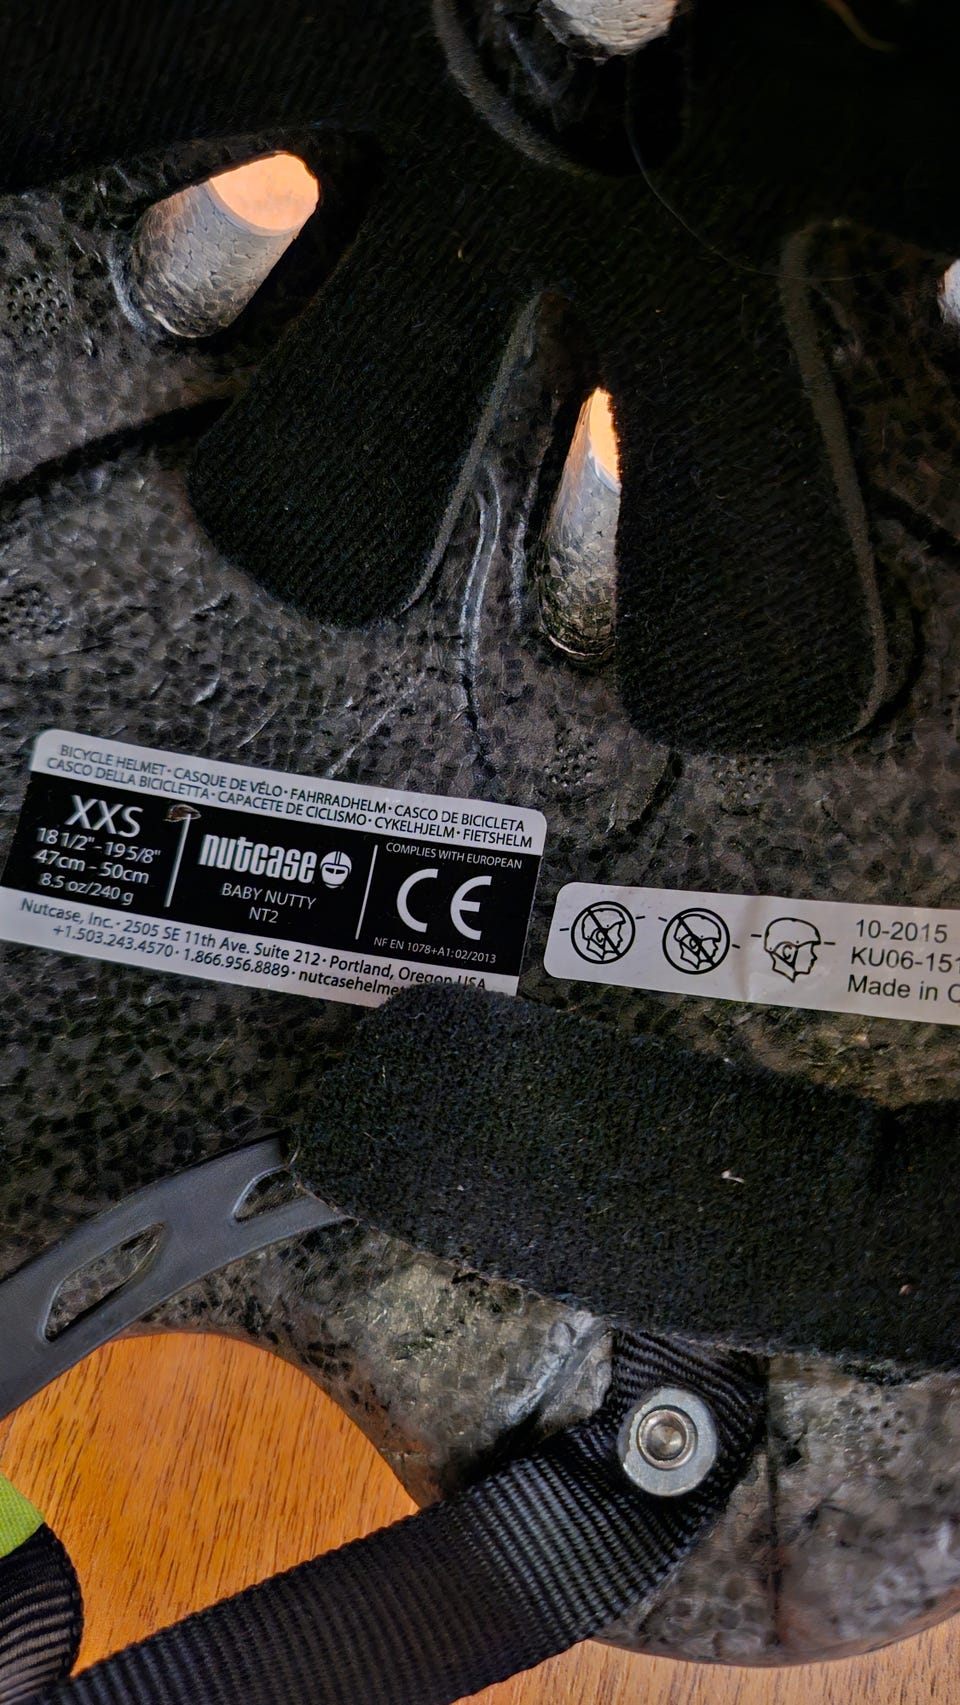 BICYCLE HELMET · CASQUE DE VÉLO · FAHRRADHELM · CASCO DE BICICLETA
CASCO DELLA BICICLETTA · CAPACETE DE CICLISMO · CYKELHJELM · FIETSHELM
XXS
18 1/2" - 19 5/8"
47cm - 50cm
8.5 oz/240 g
nutcase
BABY NUTTY
NT2
COMPLIES WITH EUROPEAN
CE
NF EN 1078+A1:02/2013
Nutcase, Inc. · 2505 SE 11th Ave. Suite 212 · Portland, Oregon USA
+1.503.243.4570 · 1.866.956.8889 · nutcasehelme
10-2015
KU06-151
Made in C